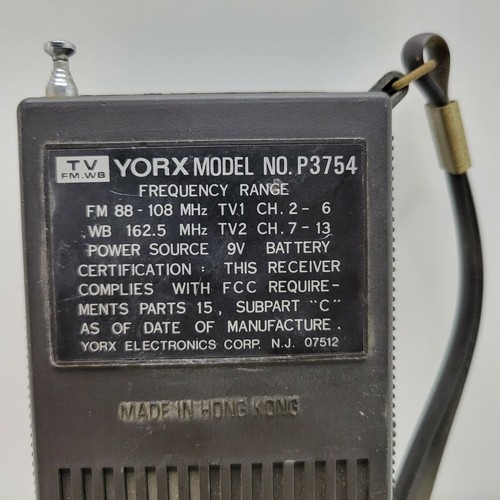 TV
FM.WB
YORX MODEL NO. P3754
FREQUENCY RANGE
FM 88 - 108 MHz TV.1 CH. 2 - 6
WB 162.5 MHz TV2 CH. 7 - 13
POWER SOURCE 9V BATTERY
CERTIFICATION : THIS RECEIVER
COMPLIES WITH FCC REQUIRE-
MENTS PARTS 15, SUBPART "C"
AS OF DATE OF MANUFACTURE.
YORX ELECTRONICS CORP. N.J. 07512
MADE IN HONG KONG